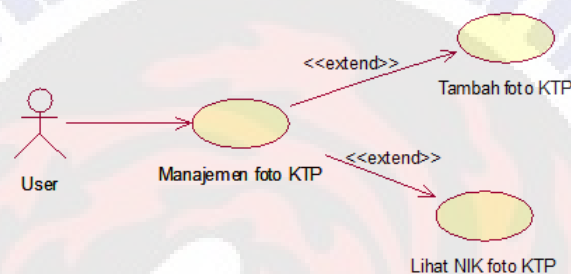 <<extend>>
Tambah foto KTP
User
Manajemen foto KTP
<<extend>>
Lihat NIK foto KTP